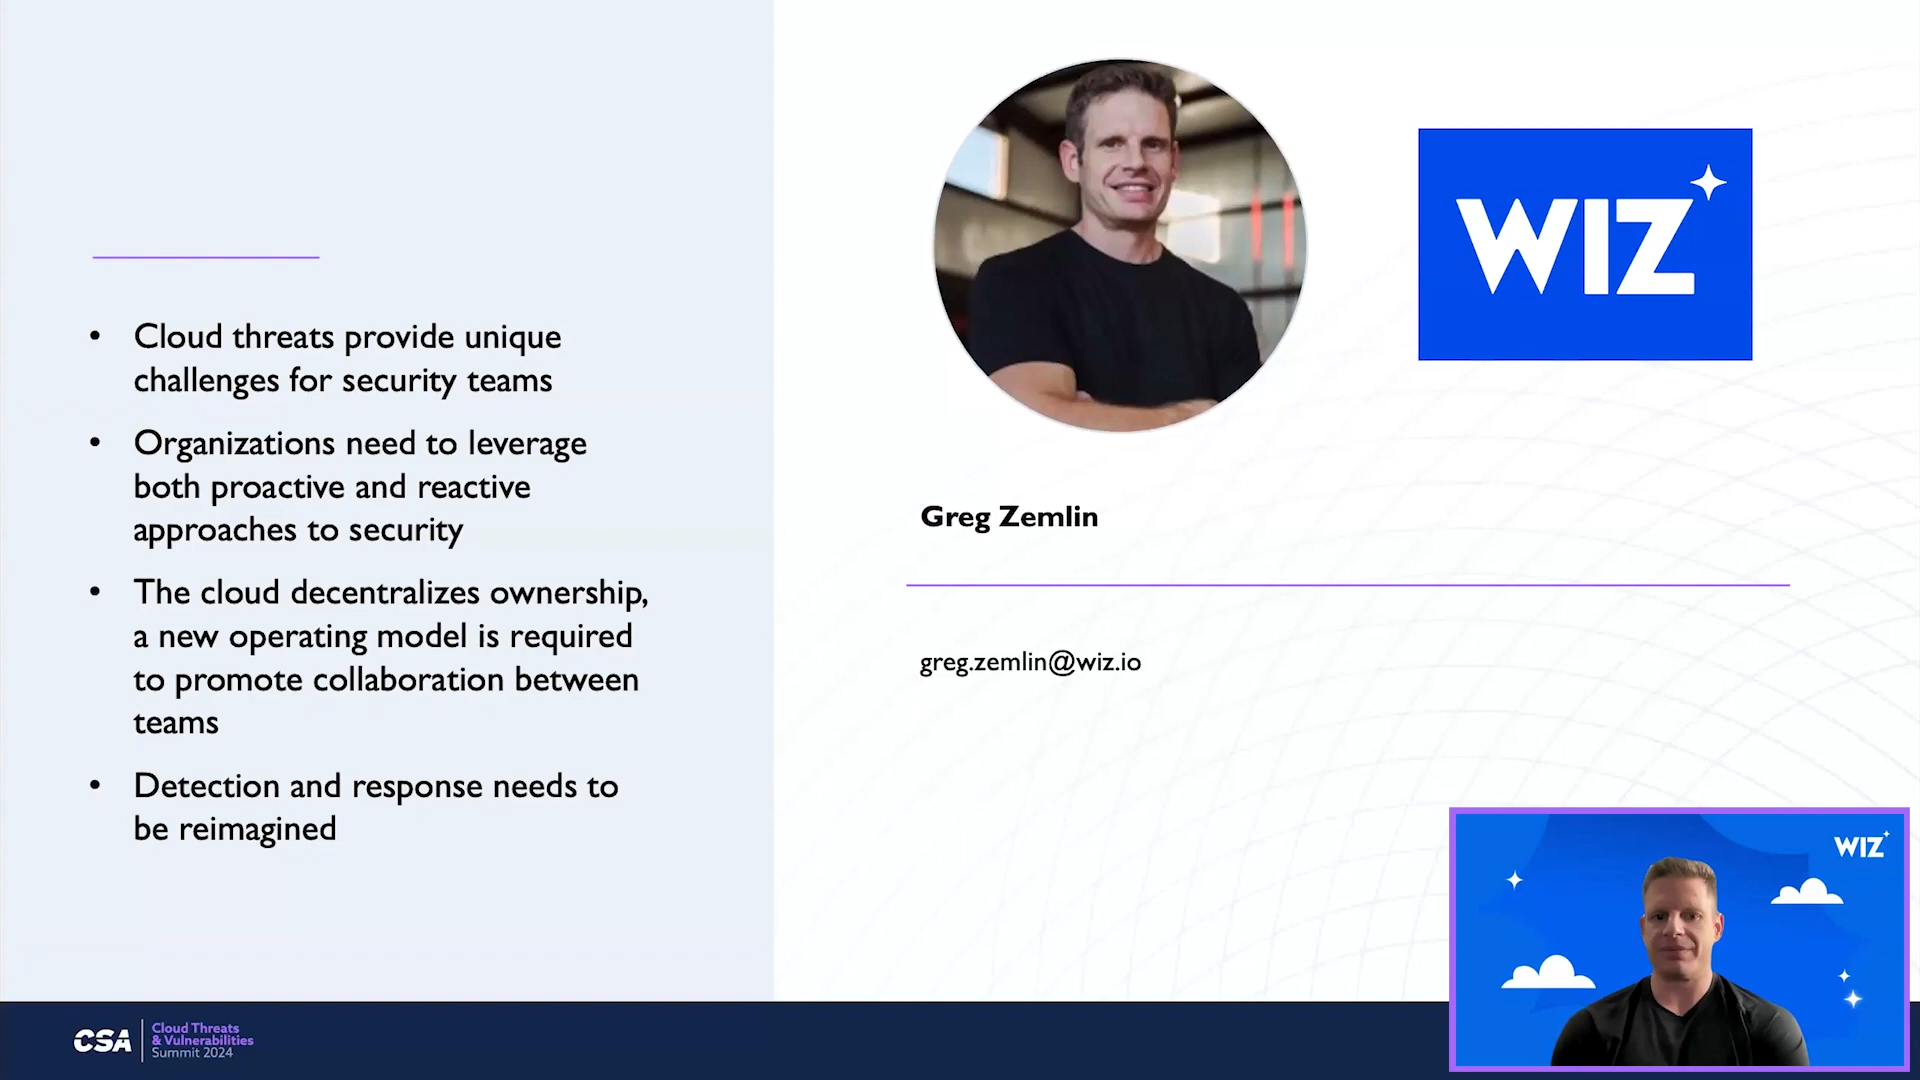 • Cloud threats provide unique
challenges for security teams
• Organizations need to leverage
both proactive and reactive
approaches to security
• The cloud decentralizes ownership,
a new operating model is required
to promote collaboration between
teams
• Detection and response needs to
be reimagined
WIZ
Greg Zemlin
greg.zemlin@wiz.io
WIZ
CSA
Cloud Threats
& Vulnerabilities
Summit 2024